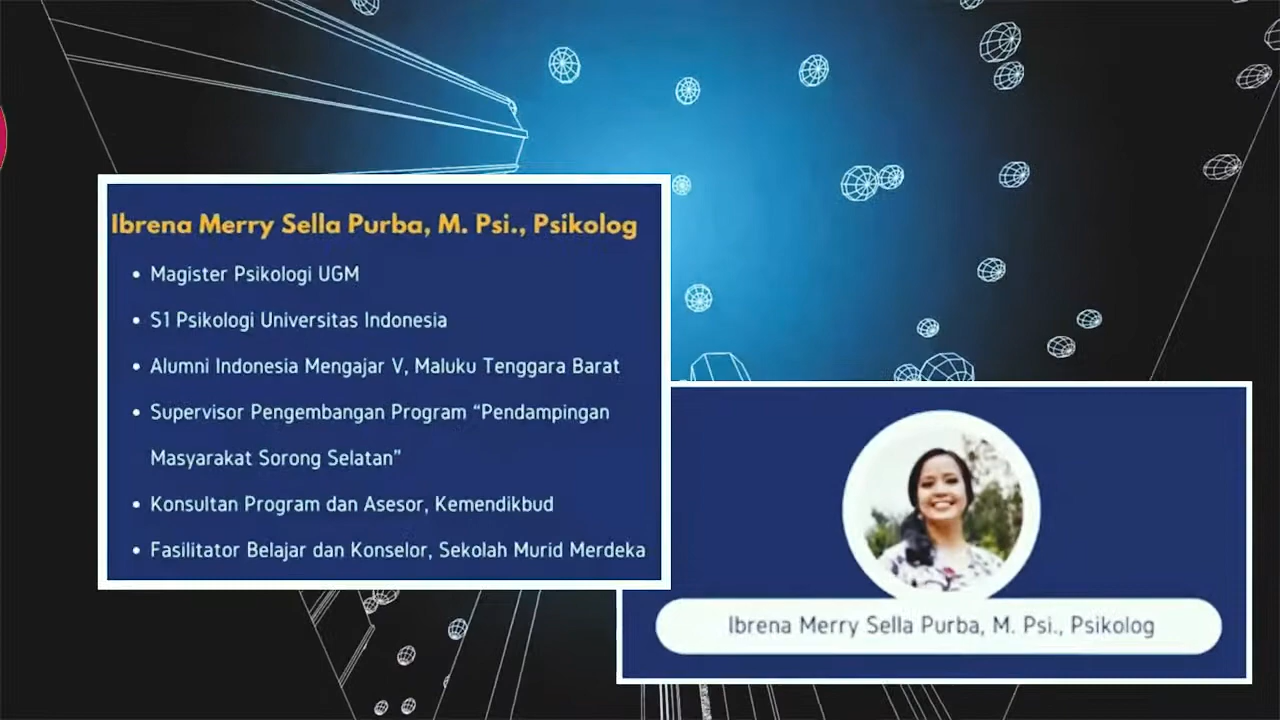 Ibrena Merry Sella Purba, M. Psi., Psikolog
• Magister Psikologi UGM
• S1 Psikologi Universitas Indonesia
• Alumni Indonesia Mengajar V, Maluku Tenggara Barat
• Supervisor Pengembangan Program “Pendampingan
Masyarakat Sorong Selatan”
• Konsultan Program dan Asesor, Kemendikbud
• Fasilitator Belajar dan Konselor, Sekolah Murid Merdeka
Ibrena Merry Sella Purba, M. Psi., Psikolog